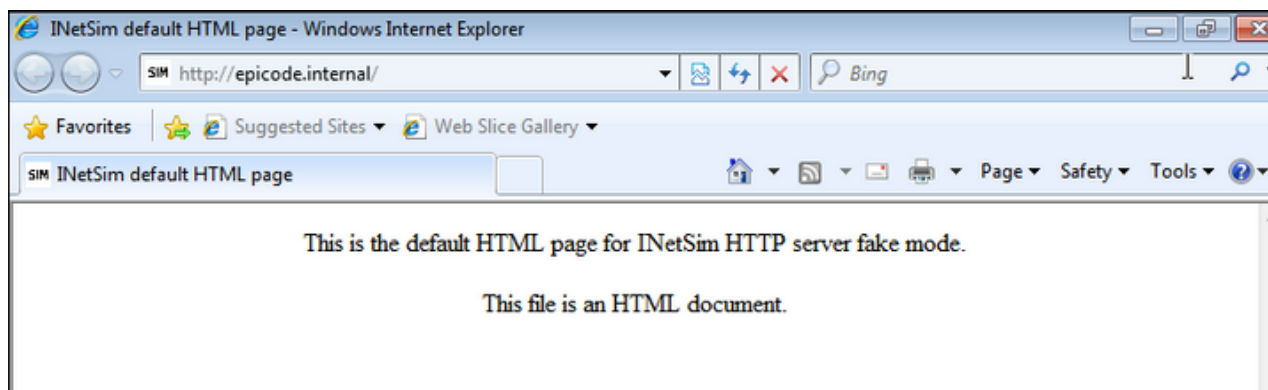 INetSim default HTML page - Windows Internet Explorer
SIM http://epicode.internal/ Bing
Favorites Suggested Sites Web Slice Gallery
SIM INetSim default HTML page Page Safety Tools
This is the default HTML page for INetSim HTTP server fake mode.
This file is an HTML document.